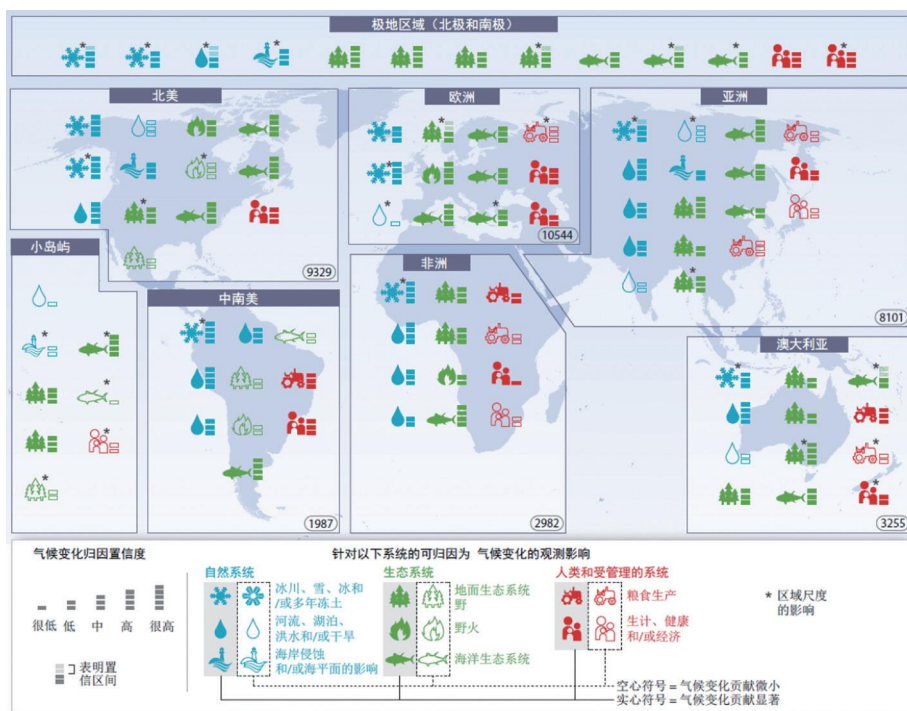 极地区域（北极和南极）
北美
欧洲
亚洲
9329
10544
8101
小岛屿
中南美
非洲
澳大利亚
1987
2982
3255
气候变化归因置信度
很低 低 中 高 很高
表明置
信区间
针对以下系统的可归因为 气候变化的观测影响
自然系统
冰川、雪、冰和
/或多年冻土
河流、湖泊、
洪水和/或干旱
海岸侵蚀
和/或海平面的影响
生态系统
地面生态系统
野
野火
海洋生态系统
人类和受管理的系统
粮食生产
生计、健康
和/或经济
* 区域尺度
的影响
空心符号＝气候变化贡献微小
实心符号＝气候变化贡献显著